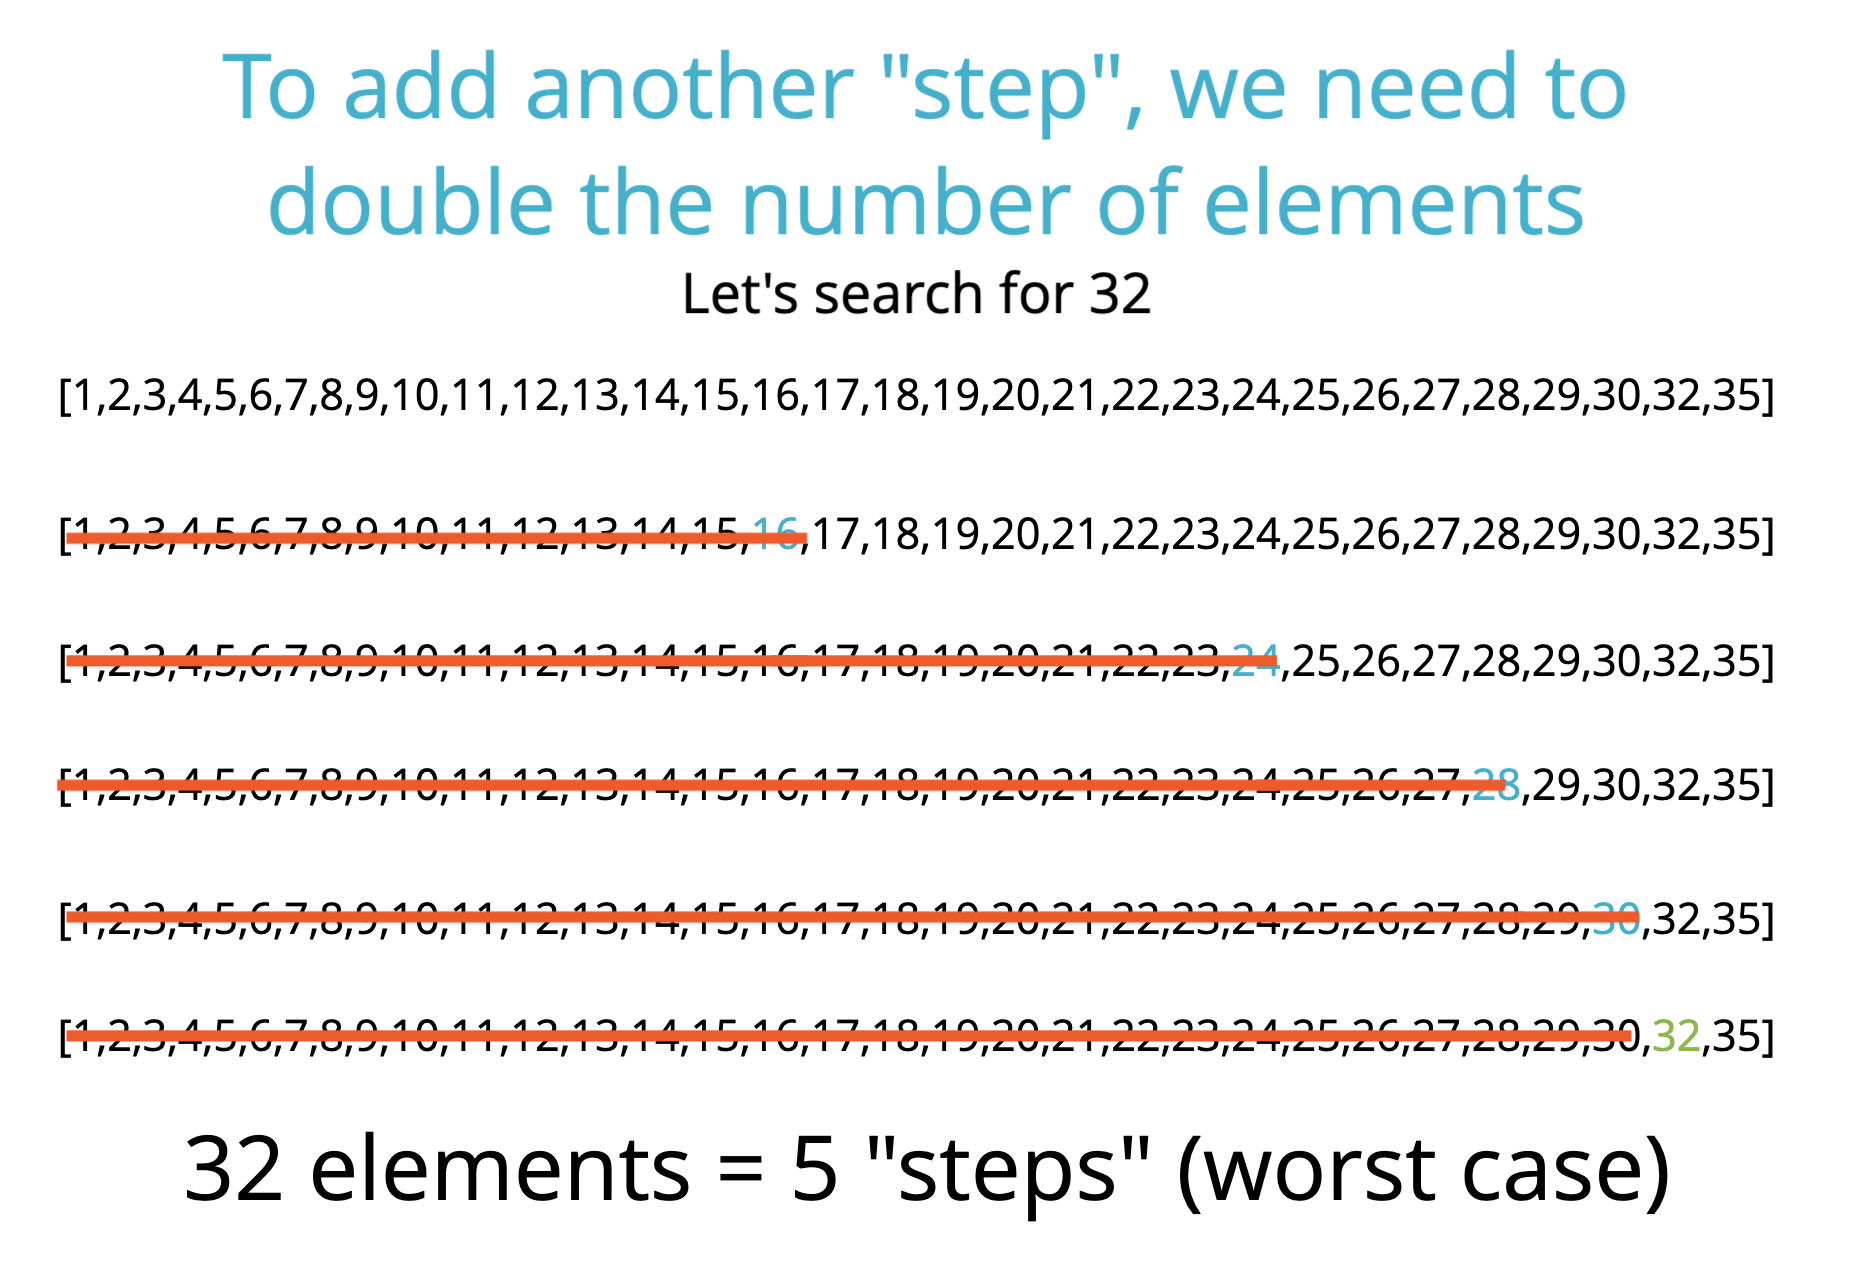 To add another "step", we need to
double the number of elements
Let's search for 32
[1,2,3,4,5,6,7,8,9,10,11,12,13,14,15,16,17,18,19,20,21,22,23,24,25,26,27,28,29,30,32,35]
[1,2,3,4,5,6,7,8,9,10,11,12,13,14,15,16,17,18,19,20,21,22,23,24,25,26,27,28,29,30,32,35]
[1,2,3,4,5,6,7,8,9,10,11,12,13,14,15,16,17,18,19,20,21,22,23,24,25,26,27,28,29,30,32,35]
[1,2,3,4,5,6,7,8,9,10,11,12,13,14,15,16,17,18,19,20,21,22,23,24,25,26,27,28,29,30,32,35]
[1,2,3,4,5,6,7,8,9,10,11,12,13,14,15,16,17,18,19,20,21,22,23,24,25,26,27,28,29,30,32,35]
[1,2,3,4,5,6,7,8,9,10,11,12,13,14,15,16,17,18,19,20,21,22,23,24,25,26,27,28,29,30,32,35]
32 elements = 5 "steps" (worst case)